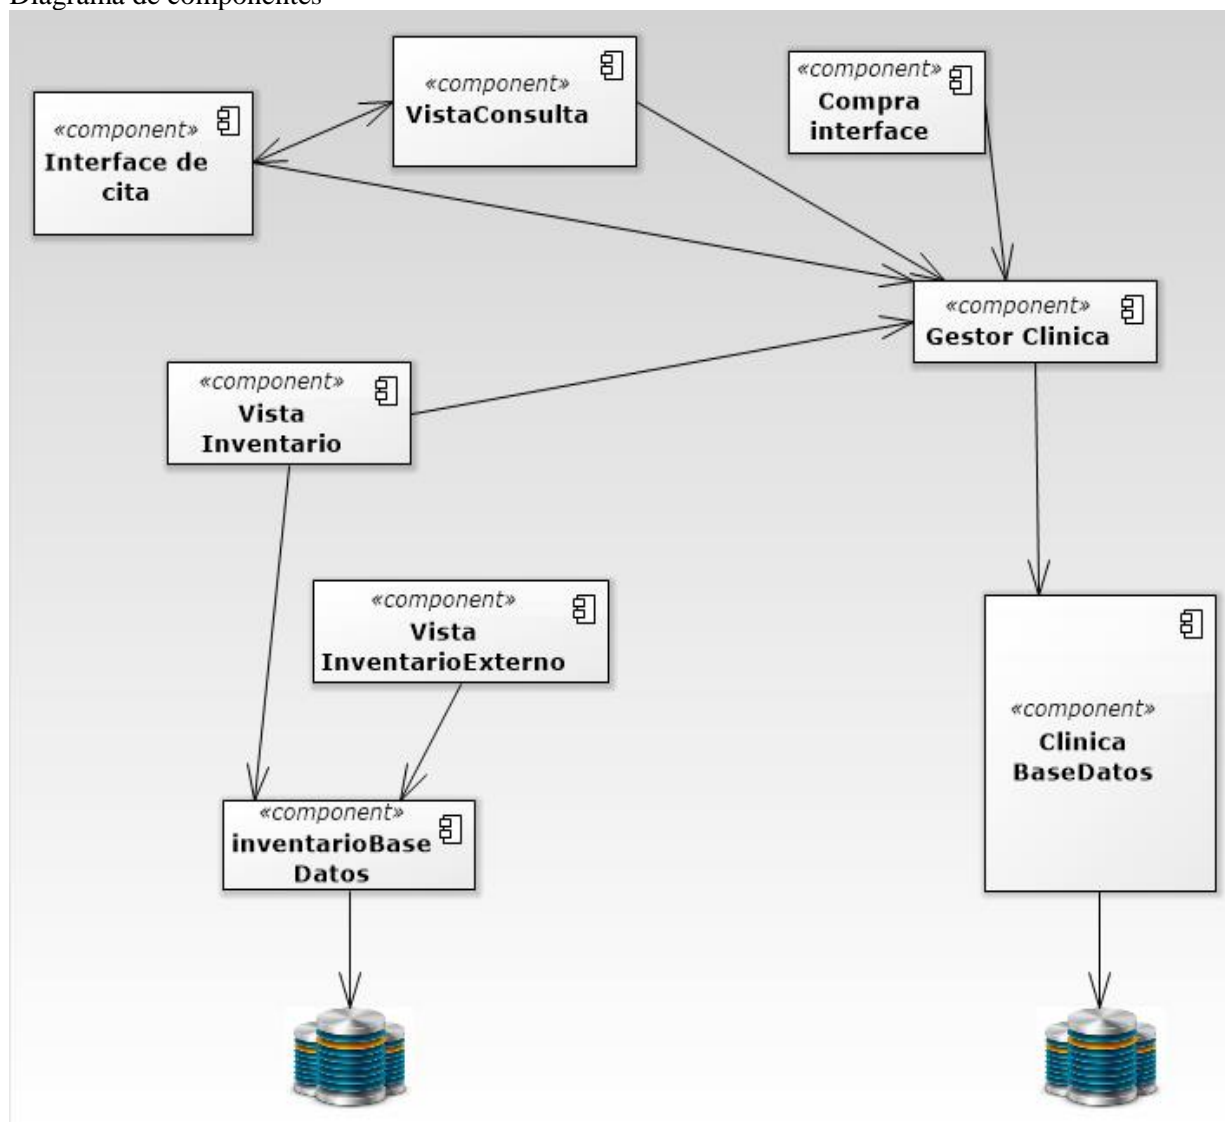 Diagrama de componentes
«component»
VistaConsulta
«component»
Compra
interface
«component»
Interface de
cita
«component»
Gestor Clinica
«component»
Vista
Inventario
«component»
Vista
InventarioExterno
«component»
Clinica
BaseDatos
«component»
inventarioBase
Datos